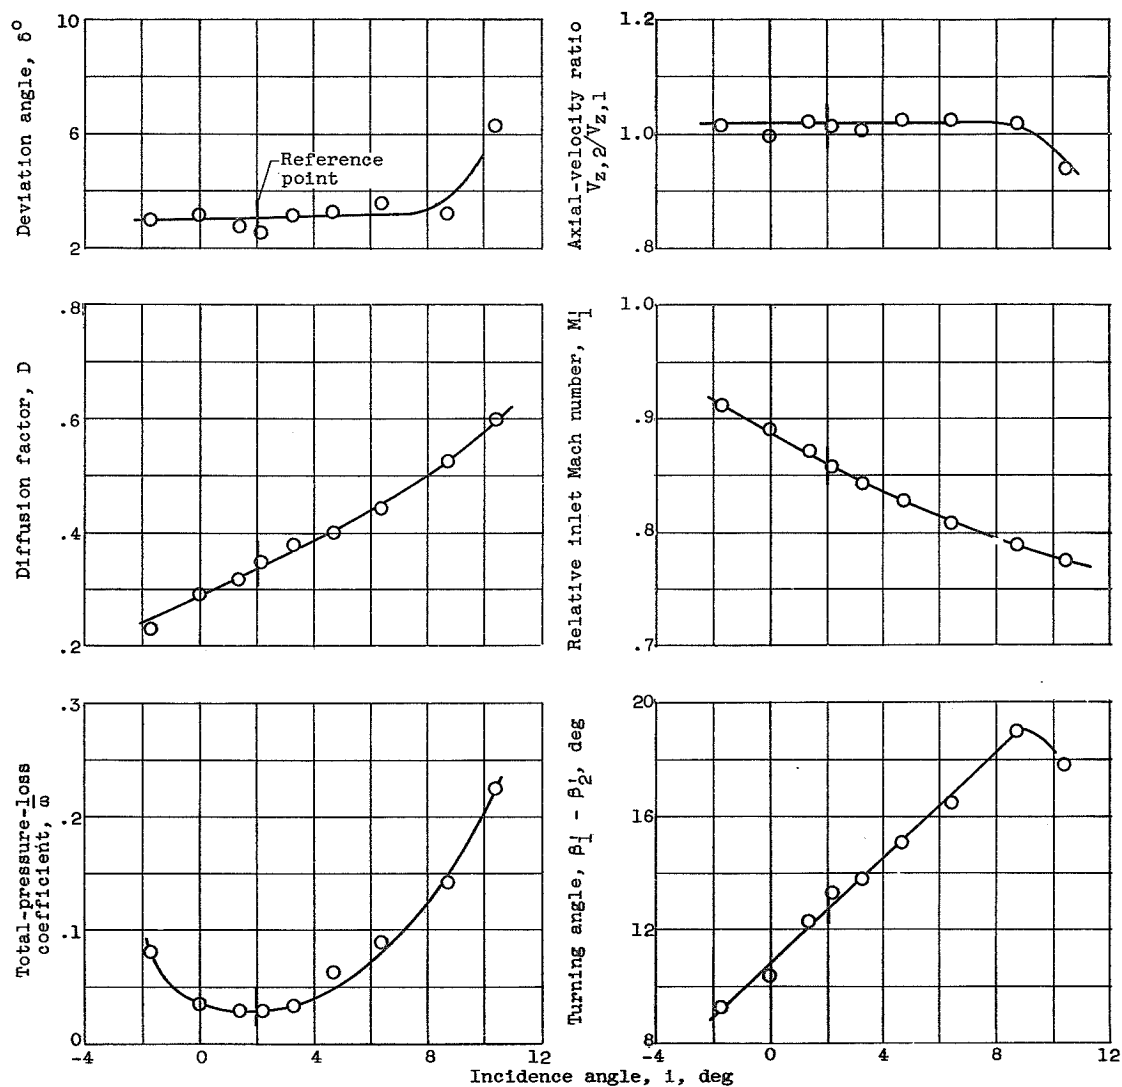 Deviation angle, δ°
10
6
2
Reference
point
Axial-velocity ratio
Vz,2/Vz,1
1.2
1.0
.8
Diffusion factor, D
.8
.6
.4
.2
Relative inlet Mach number, M1'
1.0
.9
.8
.7
Total-pressure-loss
coefficient, ω̅
.3
.2
.1
0
-4 0 4 8 12
Turning angle, β1' - β2', deg
20
16
12
8
-4 0 4 8 12
Incidence angle, i, deg